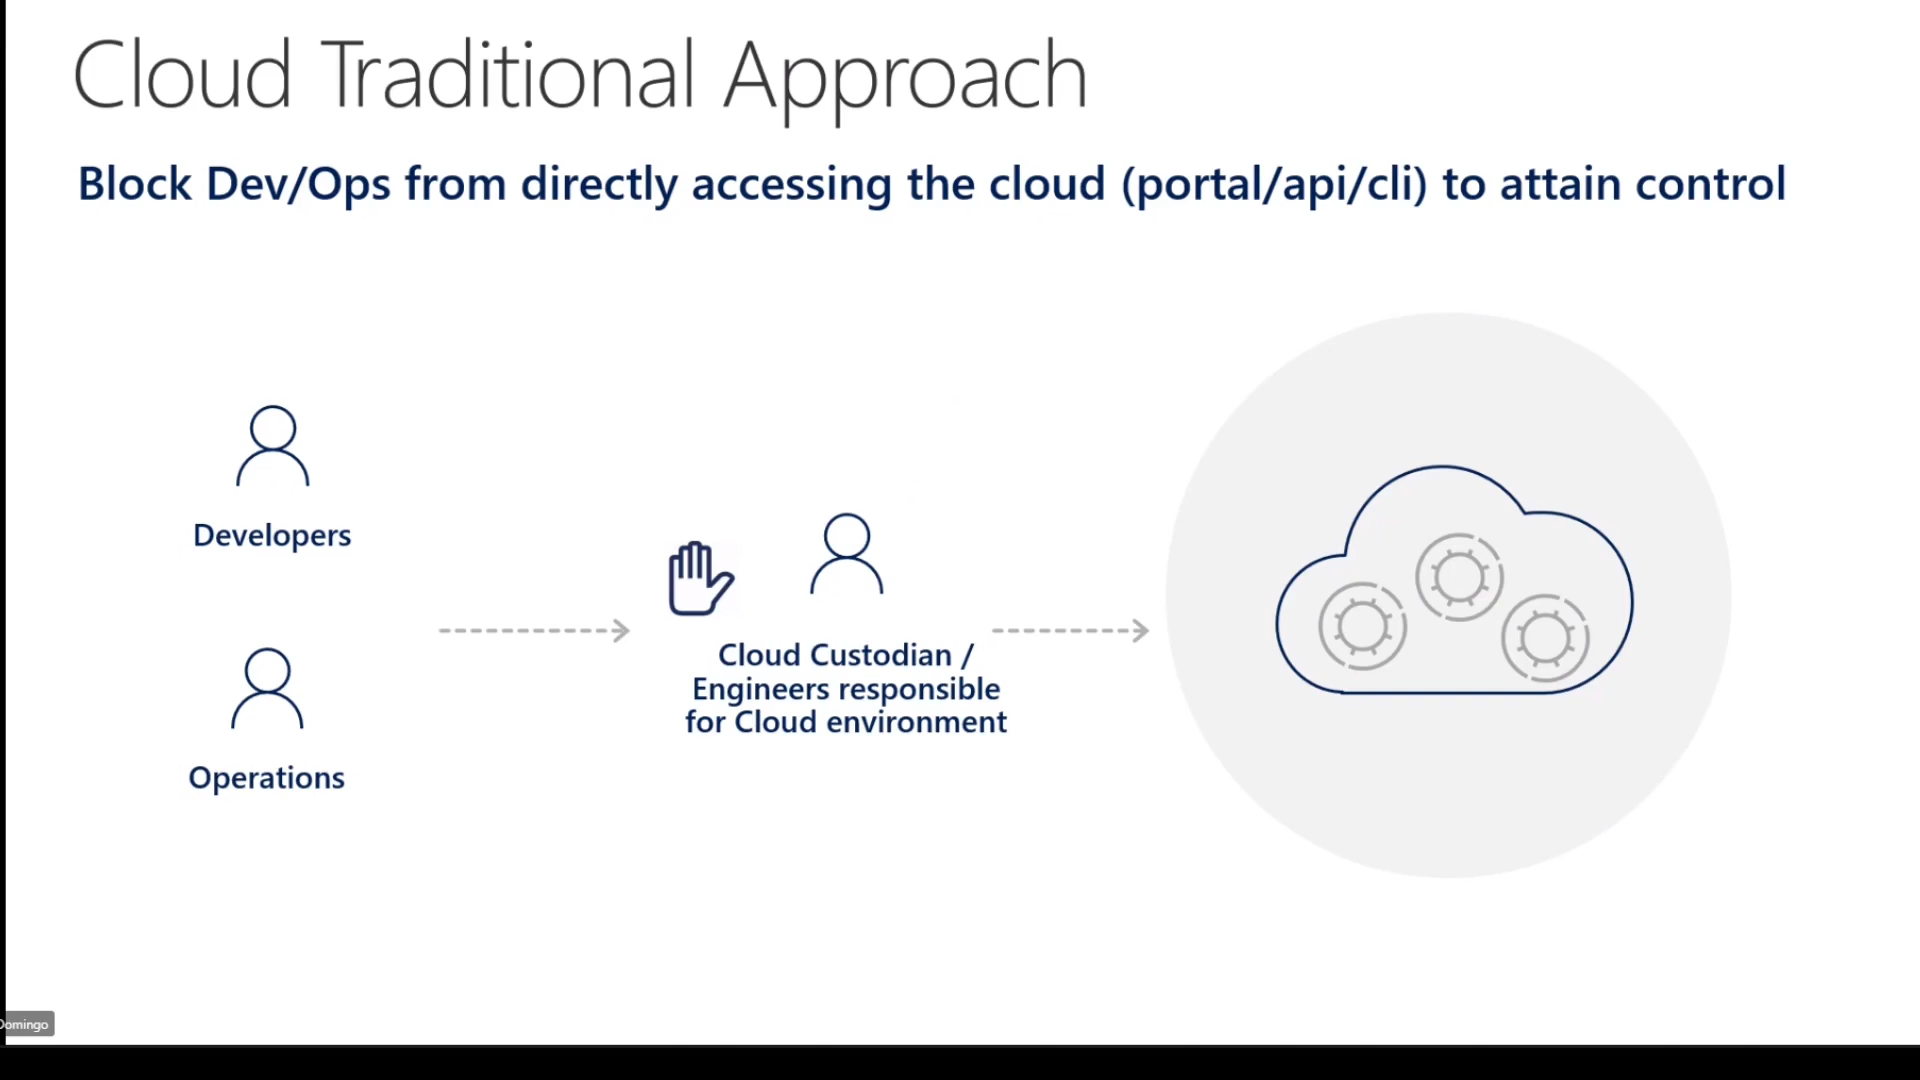 Cloud Traditional Approach
Block Dev/Ops from directly accessing the cloud (portal/api/cli) to attain control
Developers
Operations
Cloud Custodian /
Engineers responsible
for Cloud environment
Domingo